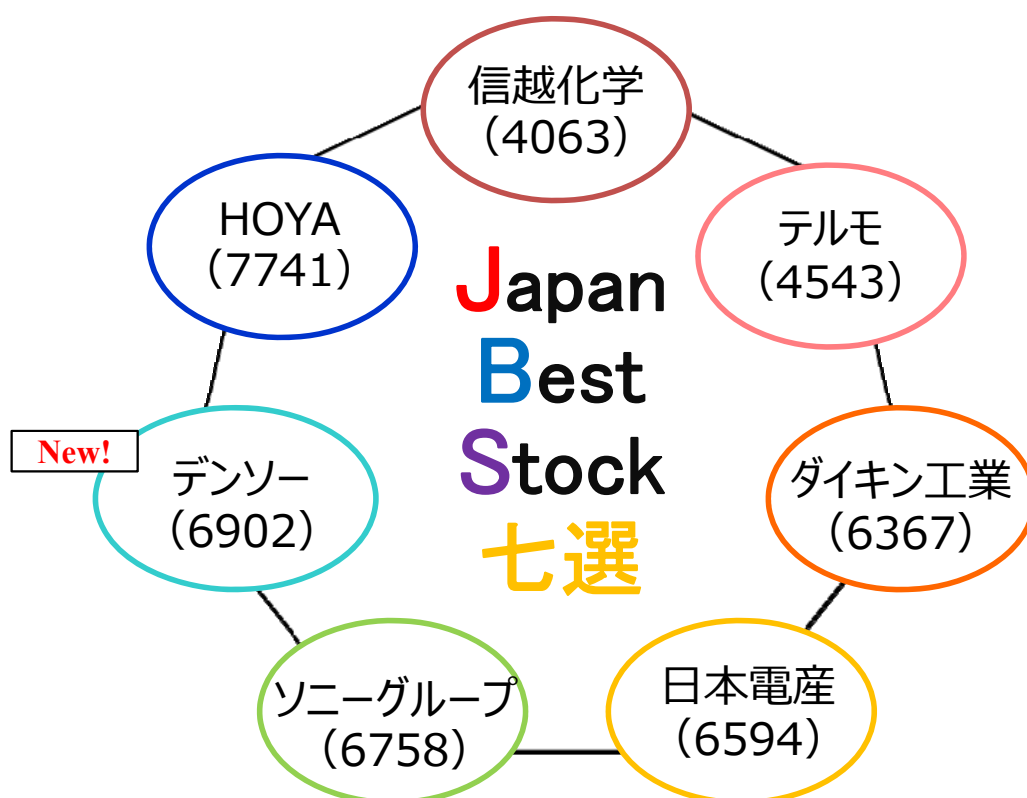 信越化学
（4063）
テルモ
（4543）
ダイキン工業
（6367）
日本電産
（6594）
ソニーグループ
（6758）
New!
デンソー
（6902）
HOYA
（7741）
Japan
Best
Stock
七選